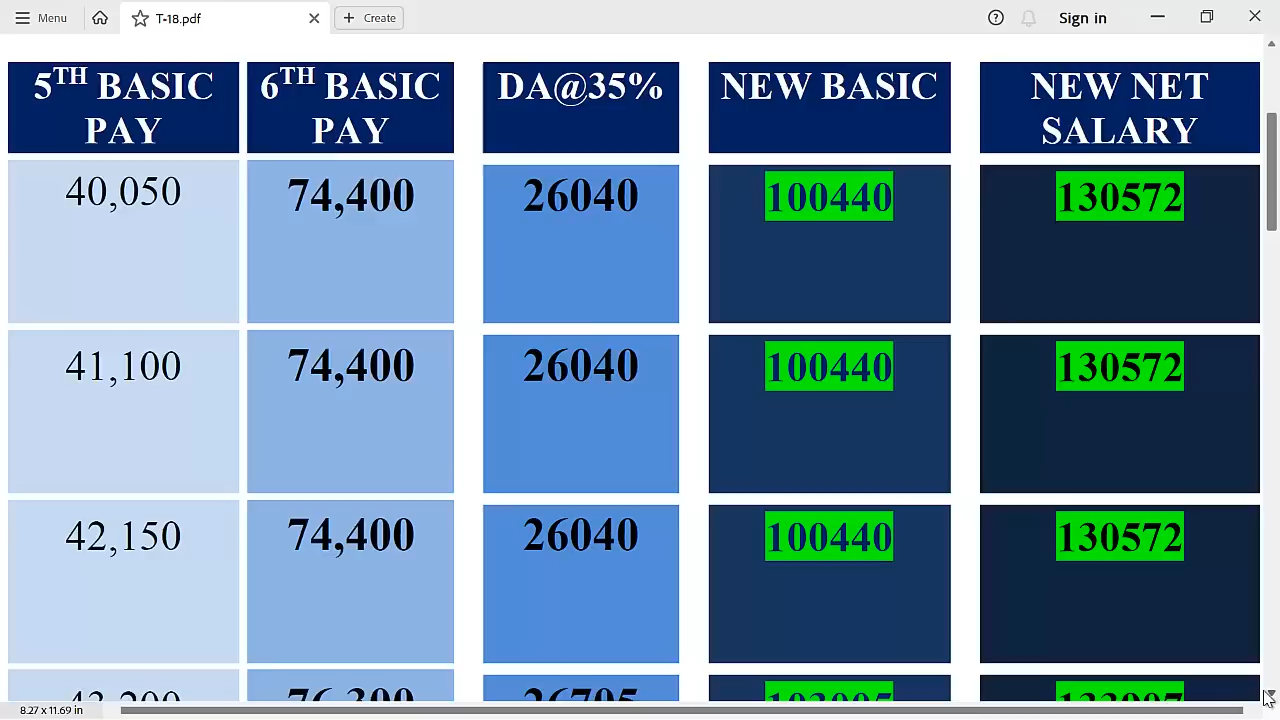 Menu
T-18.pdf
Create
Sign in
5TH BASIC PAY 6TH BASIC PAY DA@35% NEW BASIC NEW NET SALARY
40,050 74,400 26040 100440 130572
41,100 74,400 26040 100440 130572
42,150 74,400 26040 100440 130572
8.27 x 11.69 in